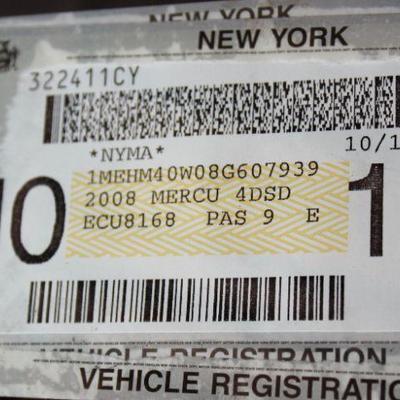 NEW YORK
NEW YORK
322411CY
*NYMA*
10/1
1MEHM40W08G607939
2008 MERCU 4DSD
ECU8168 PAS 9 E
10
1
VEHICLE REGISTRATION
VEHICLE REGISTRATIO